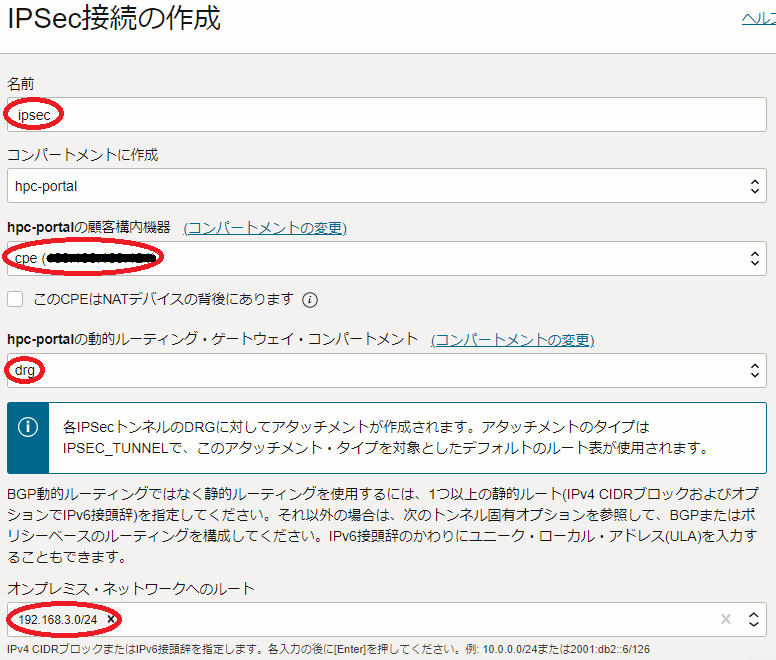 IPSec接続の作成
ヘルプ
名前
ipsec
コンパートメントに作成
hpc-portal
hpc-portalの顧客構内機器 (コンパートメントの変更)
cpe (
このCPEはNATデバイスの背後にあります
hpc-portalの動的ルーティング・ゲートウェイ・コンパートメント (コンパートメントの変更)
drg
各IPSecトンネルのDRGに対してアタッチメントが作成されます。アタッチメントのタイプは
IPSEC_TUNNELで、このアタッチメント・タイプを対象としたデフォルトのルート表が使用されます。
BGP動的ルーティングではなく静的ルーティングを使用するには、1つ以上の静的ルート(IPv4 CIDRブロックおよびオプ
ションでIPv6接頭辞)を指定してください。それ以外の場合は、次のトンネル固有オプションを参照して、BGPまたはポ
リシーベースのルーティングを構成してください。IPv6接頭辞のかわりにユニーク・ローカル・アドレス(ULA)を入力す
ることもできます。
オンプレミス・ネットワークへのルート
192.168.3.0/24
IPv4 CIDRブロックまたはIPv6接頭辞を指定します。各入力の後に[Enter]を押してください。例: 10.0.0.0/24または2001:db2::6/126